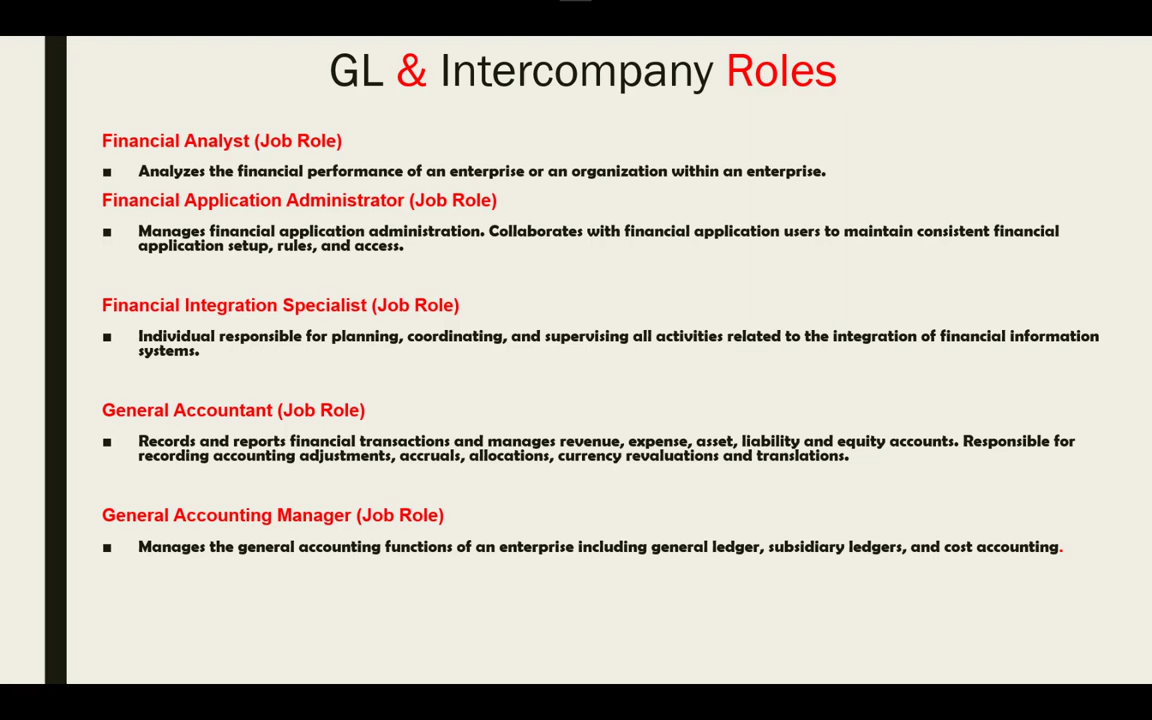 GL & Intercompany Roles
Financial Analyst (Job Role)
■ Analyzes the financial performance of an enterprise or an organization within an enterprise.
Financial Application Administrator (Job Role)
■ Manages financial application administration. Collaborates with financial application users to maintain consistent financial
application setup, rules, and access.
Financial Integration Specialist (Job Role)
■ Individual responsible for planning, coordinating, and supervising all activities related to the integration of financial information
systems.
General Accountant (Job Role)
■ Records and reports financial transactions and manages revenue, expense, asset, liability and equity accounts. Responsible for
recording accounting adjustments, accruals, allocations, currency revaluations and translations.
General Accounting Manager (Job Role)
■ Manages the general accounting functions of an enterprise including general ledger, subsidiary ledgers, and cost accounting.